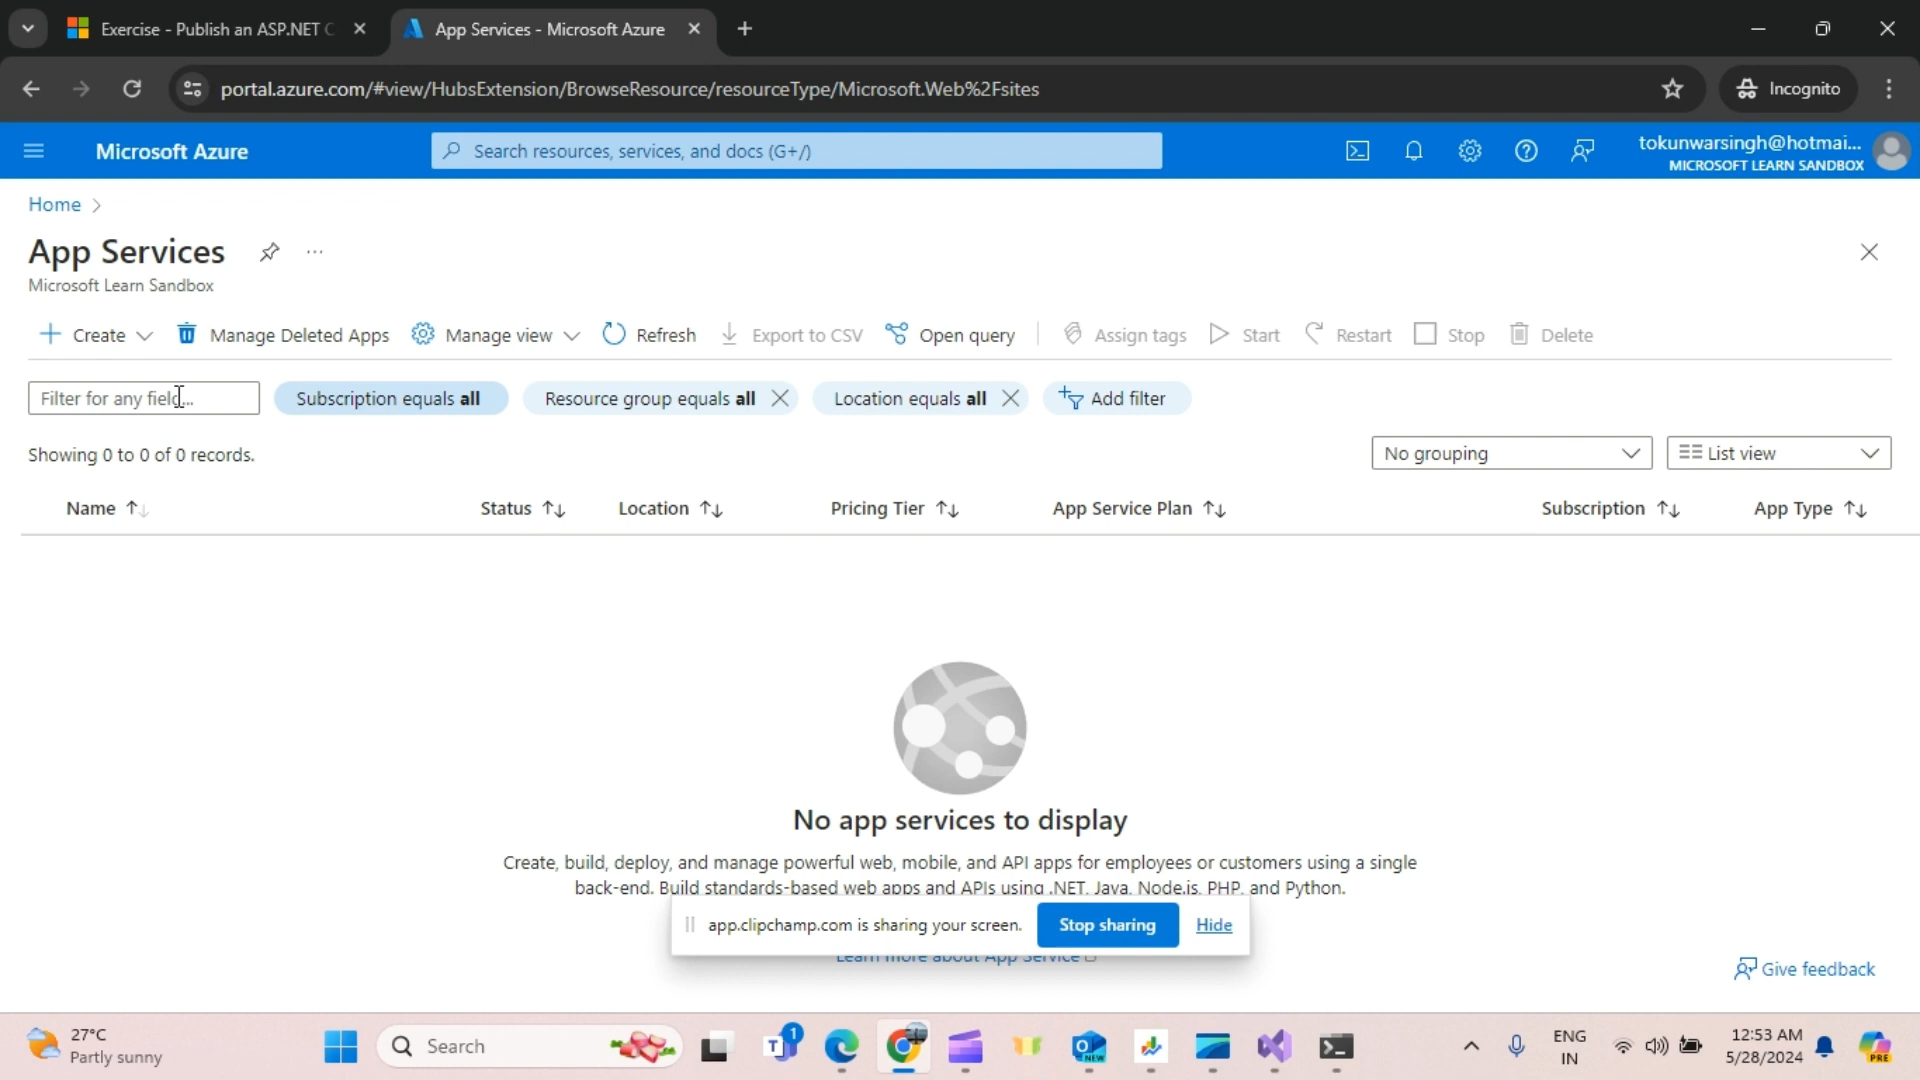 Exercise - Publish an ASP.NET C
App Services - Microsoft Azure
portal.azure.com/#view/HubsExtension/BrowseResource/resourceType/Microsoft.Web%2Fsites
Incognito
Microsoft Azure
Search resources, services, and docs (G+/)
tokunwarsingh@hotmai...
MICROSOFT LEARN SANDBOX
Home
App Services
Microsoft Learn Sandbox
Create
Manage Deleted Apps
Manage view
Refresh
Export to CSV
Open query
Assign tags
Start
Restart
Stop
Delete
Filter for any field...
Subscription equals all
Resource group equals all
Location equals all
Add filter
Showing 0 to 0 of 0 records.
No grouping
List view
Name
Status
Location
Pricing Tier
App Service Plan
Subscription
App Type
No app services to display
Create, build, deploy, and manage powerful web, mobile, and API apps for employees or customers using a single
back-end. Build standards-based web apps and APIs using .NET, Java, Node.js, PHP, and Python.
app.clipchamp.com is sharing your screen.
Stop sharing
Hide
Learn more about App Service
Give feedback
27°C
Partly sunny
Search
1
NEW
ENG
IN
12:53 AM
5/28/2024
PRE